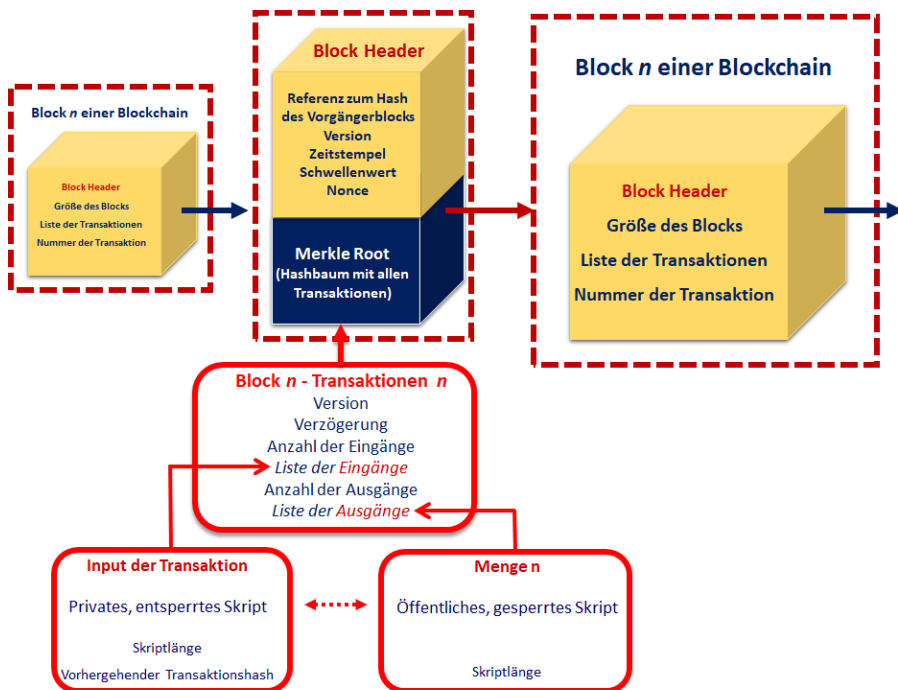 Block n einer Blockchain
Block Header
Größe des Blocks
Liste der Transaktionen
Nummer der Transaktion
Block Header
Referenz zum Hash
des Vorgängerblocks
Version
Zeitstempel
Schwellenwert
Nonce
Merkle Root
(Hashbaum mit allen
Transaktionen)
Block n einer Blockchain
Block Header
Größe des Blocks
Liste der Transaktionen
Nummer der Transaktion
Block n - Transaktionen n
Version
Verzögerung
Anzahl der Eingänge
Liste der Eingänge
Anzahl der Ausgänge
Liste der Ausgänge
Input der Transaktion
Privates, entsperrtes Skript
Skriptlänge
Vorhergehender Transaktionshash
Menge n
Öffentliches, gesperrtes Skript
Skriptlänge